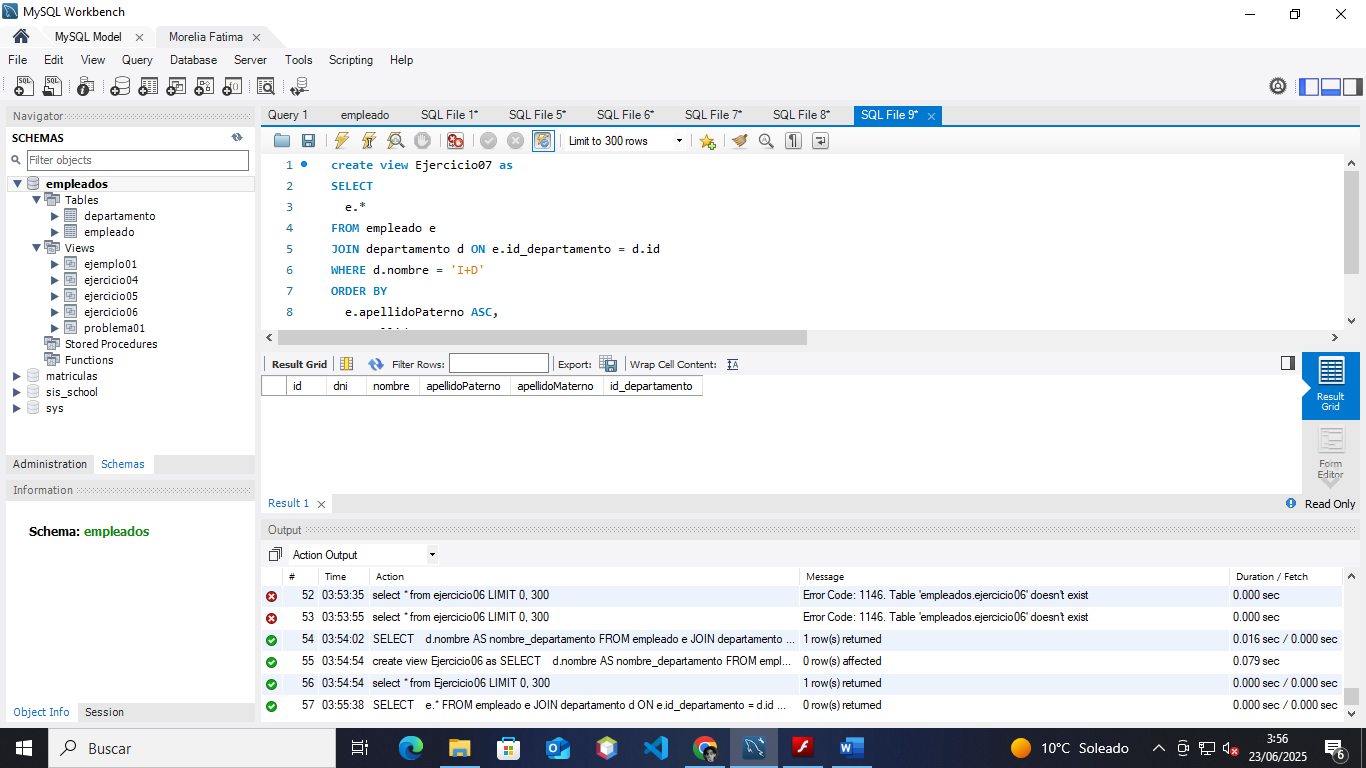 MySQL Workbench
MySQL Model
Morelia Fatima
File Edit View Query Database Server Tools Scripting Help
Navigator
SCHEMAS
Filter objects
empleados
Tables
departamento
empleado
Views
ejemplo01
ejercicio04
ejercicio05
ejercicio06
problema01
Stored Procedures
Functions
matriculas
sis_school
sys
Administration Schemas
Information
Schema: empleados
Object Info Session
Query 1 empleado SQL File 1* SQL File 5* SQL File 6* SQL File 7* SQL File 8* SQL File 9*
Limit to 300 rows
1 create view Ejercicio07 as
2 SELECT
3 e.*
4 FROM empleado e
5 JOIN departamento d ON e.id_departamento = d.id
6 WHERE d.nombre = 'I+D'
7 ORDER BY
8 e.apellidoPaterno ASC,
Result Grid Filter Rows: Export: Wrap Cell Content:
id dni nombre apellidoPaterno apellidoMaterno id_departamento
Result Grid
Form Editor
Result 1
Read Only
Output
Action Output
# Time Action Message Duration / Fetch
52 03:53:35 select * from ejercicio06 LIMIT 0, 300 Error Code: 1146. Table 'empleados.ejercicio06' doesn't exist 0.000 sec
53 03:53:55 select * from ejercicio06 LIMIT 0, 300 Error Code: 1146. Table 'empleados.ejercicio06' doesn't exist 0.000 sec
54 03:54:02 SELECT d.nombre AS nombre_departamento FROM empleado e JOIN departamento ... 1 row(s) returned 0.016 sec / 0.000 sec
55 03:54:54 create view Ejercicio06 as SELECT d.nombre AS nombre_departamento FROM empl... 0 row(s) affected 0.079 sec
56 03:54:54 select * from Ejercicio06 LIMIT 0, 300 1 row(s) returned 0.000 sec / 0.000 sec
57 03:55:38 SELECT e.* FROM empleado e JOIN departamento d ON e.id_departamento = d.id ... 0 row(s) returned 0.000 sec / 0.000 sec
Buscar
10°C Soleado
3:56
23/06/2025
6